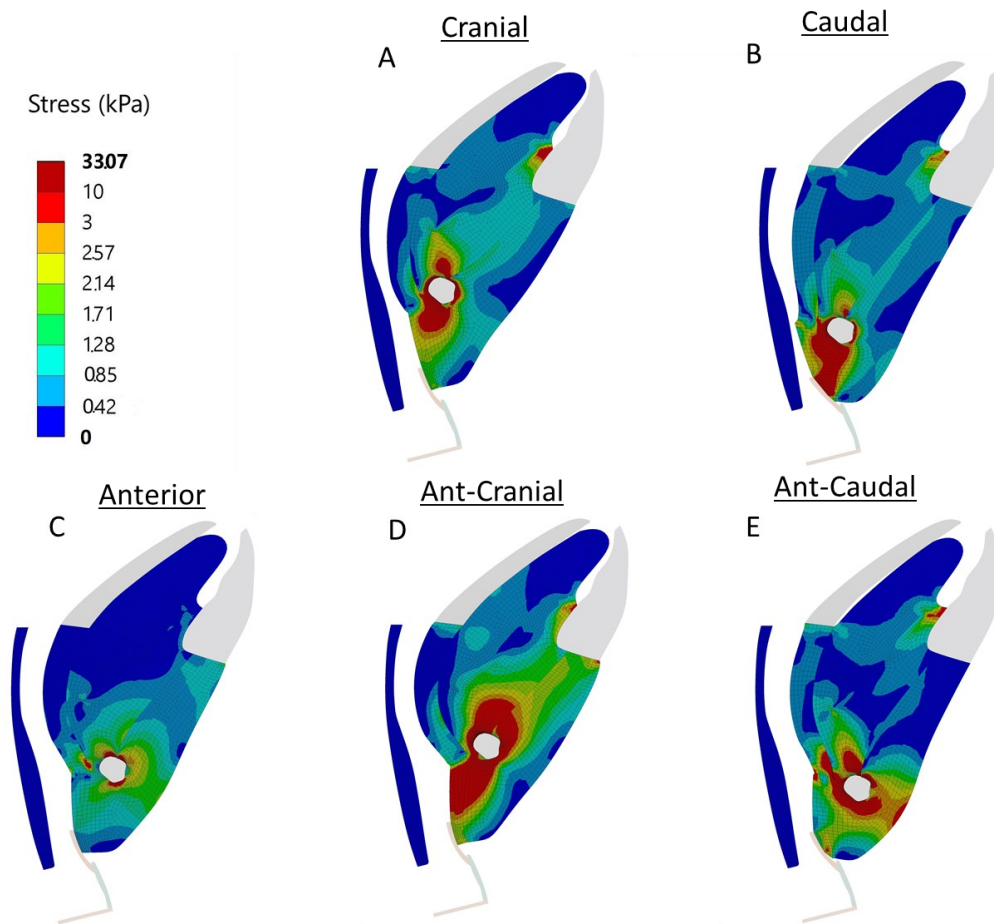 Cranial
Caudal
A
B
Stress (kPa)
33.07
10
3
2.57
2.14
1.71
1.28
0.85
0.42
0
Anterior
Ant-Cranial
Ant-Caudal
C
D
E